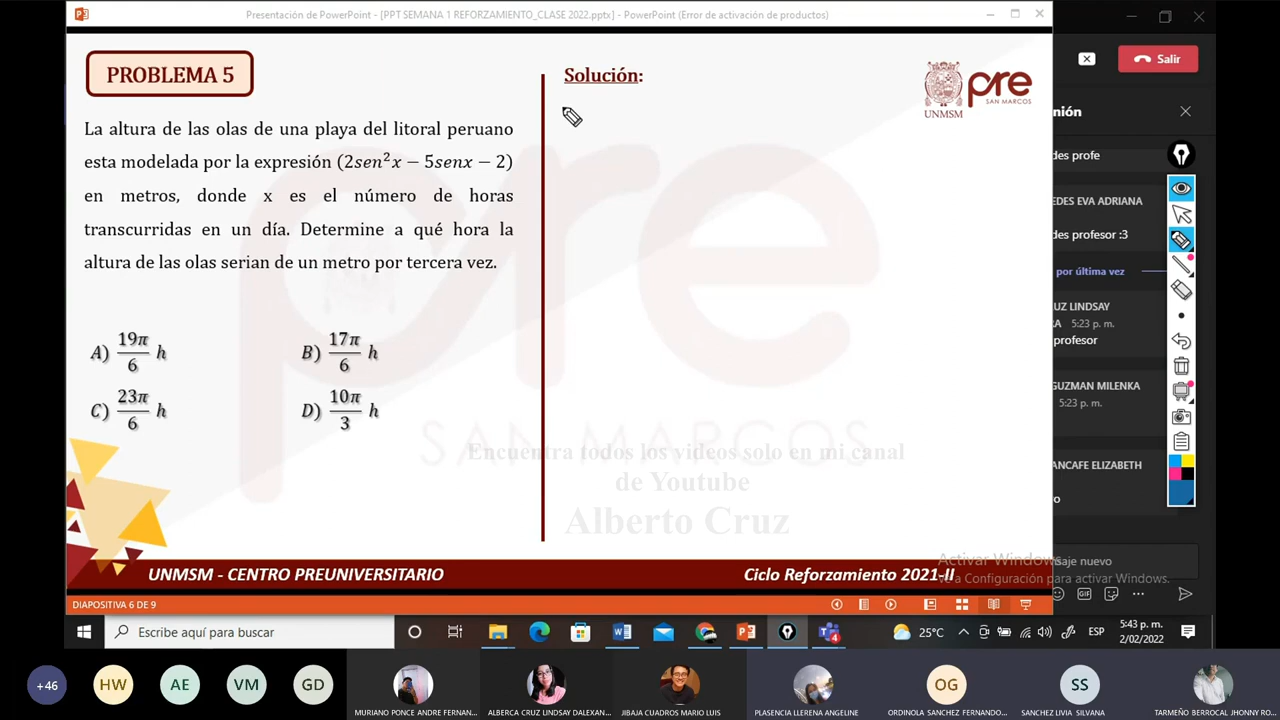 Presentación de PowerPoint - [PPT SEMANA 1 REFORZAMIENTO_CLASE 2022.pptx] - PowerPoint (Error de activación de productos)
PROBLEMA 5
La altura de las olas de una playa del litoral peruano
esta modelada por la expresión (2sen²x − 5senx − 2)
en metros, donde x es el número de horas
transcurridas en un día. Determine a qué hora la
altura de las olas serian de un metro por tercera vez.
A) 19π/6 h
B) 17π/6 h
C) 23π/6 h
D) 10π/3 h
Solución:
UNMSM
pre
SAN MARCOS
pre
SAN MARCOS
Encuentra todos los videos solo en mi canal
de Youtube
Alberto Cruz
UNMSM - CENTRO PREUNIVERSITARIO
Ciclo Reforzamiento 2021-II
DIAPOSITIVA 6 DE 9
Salir
nión
des profe
EDES EVA ADRIANA
des profesor :3
por última vez
UZ LINDSAY
A 5:23 p. m.
profesor
GUZMAN MILENKA
5:23 p. m.
ANCAFE ELIZABETH
o
Activar Windows
Ve a Configuración para activar Windows.
saje nuevo
GIF
Escribe aquí para buscar
25°C
ESP
5:43 p. m.
2/02/2022
+46
HW
AE
VM
GD
OG
SS
MURIANO PONCE ANDRE FERNAN...
ALBERCA CRUZ LINDSAY DALEXAN...
JIBAJA CUADROS MARIO LUIS
PLASENCIA LLERENA ANGELINE
ORDINOLA SANCHEZ FERNANDO...
SANCHEZ LIVIA SILVANA
TARMEÑO BERROCAL JHONNY RO...